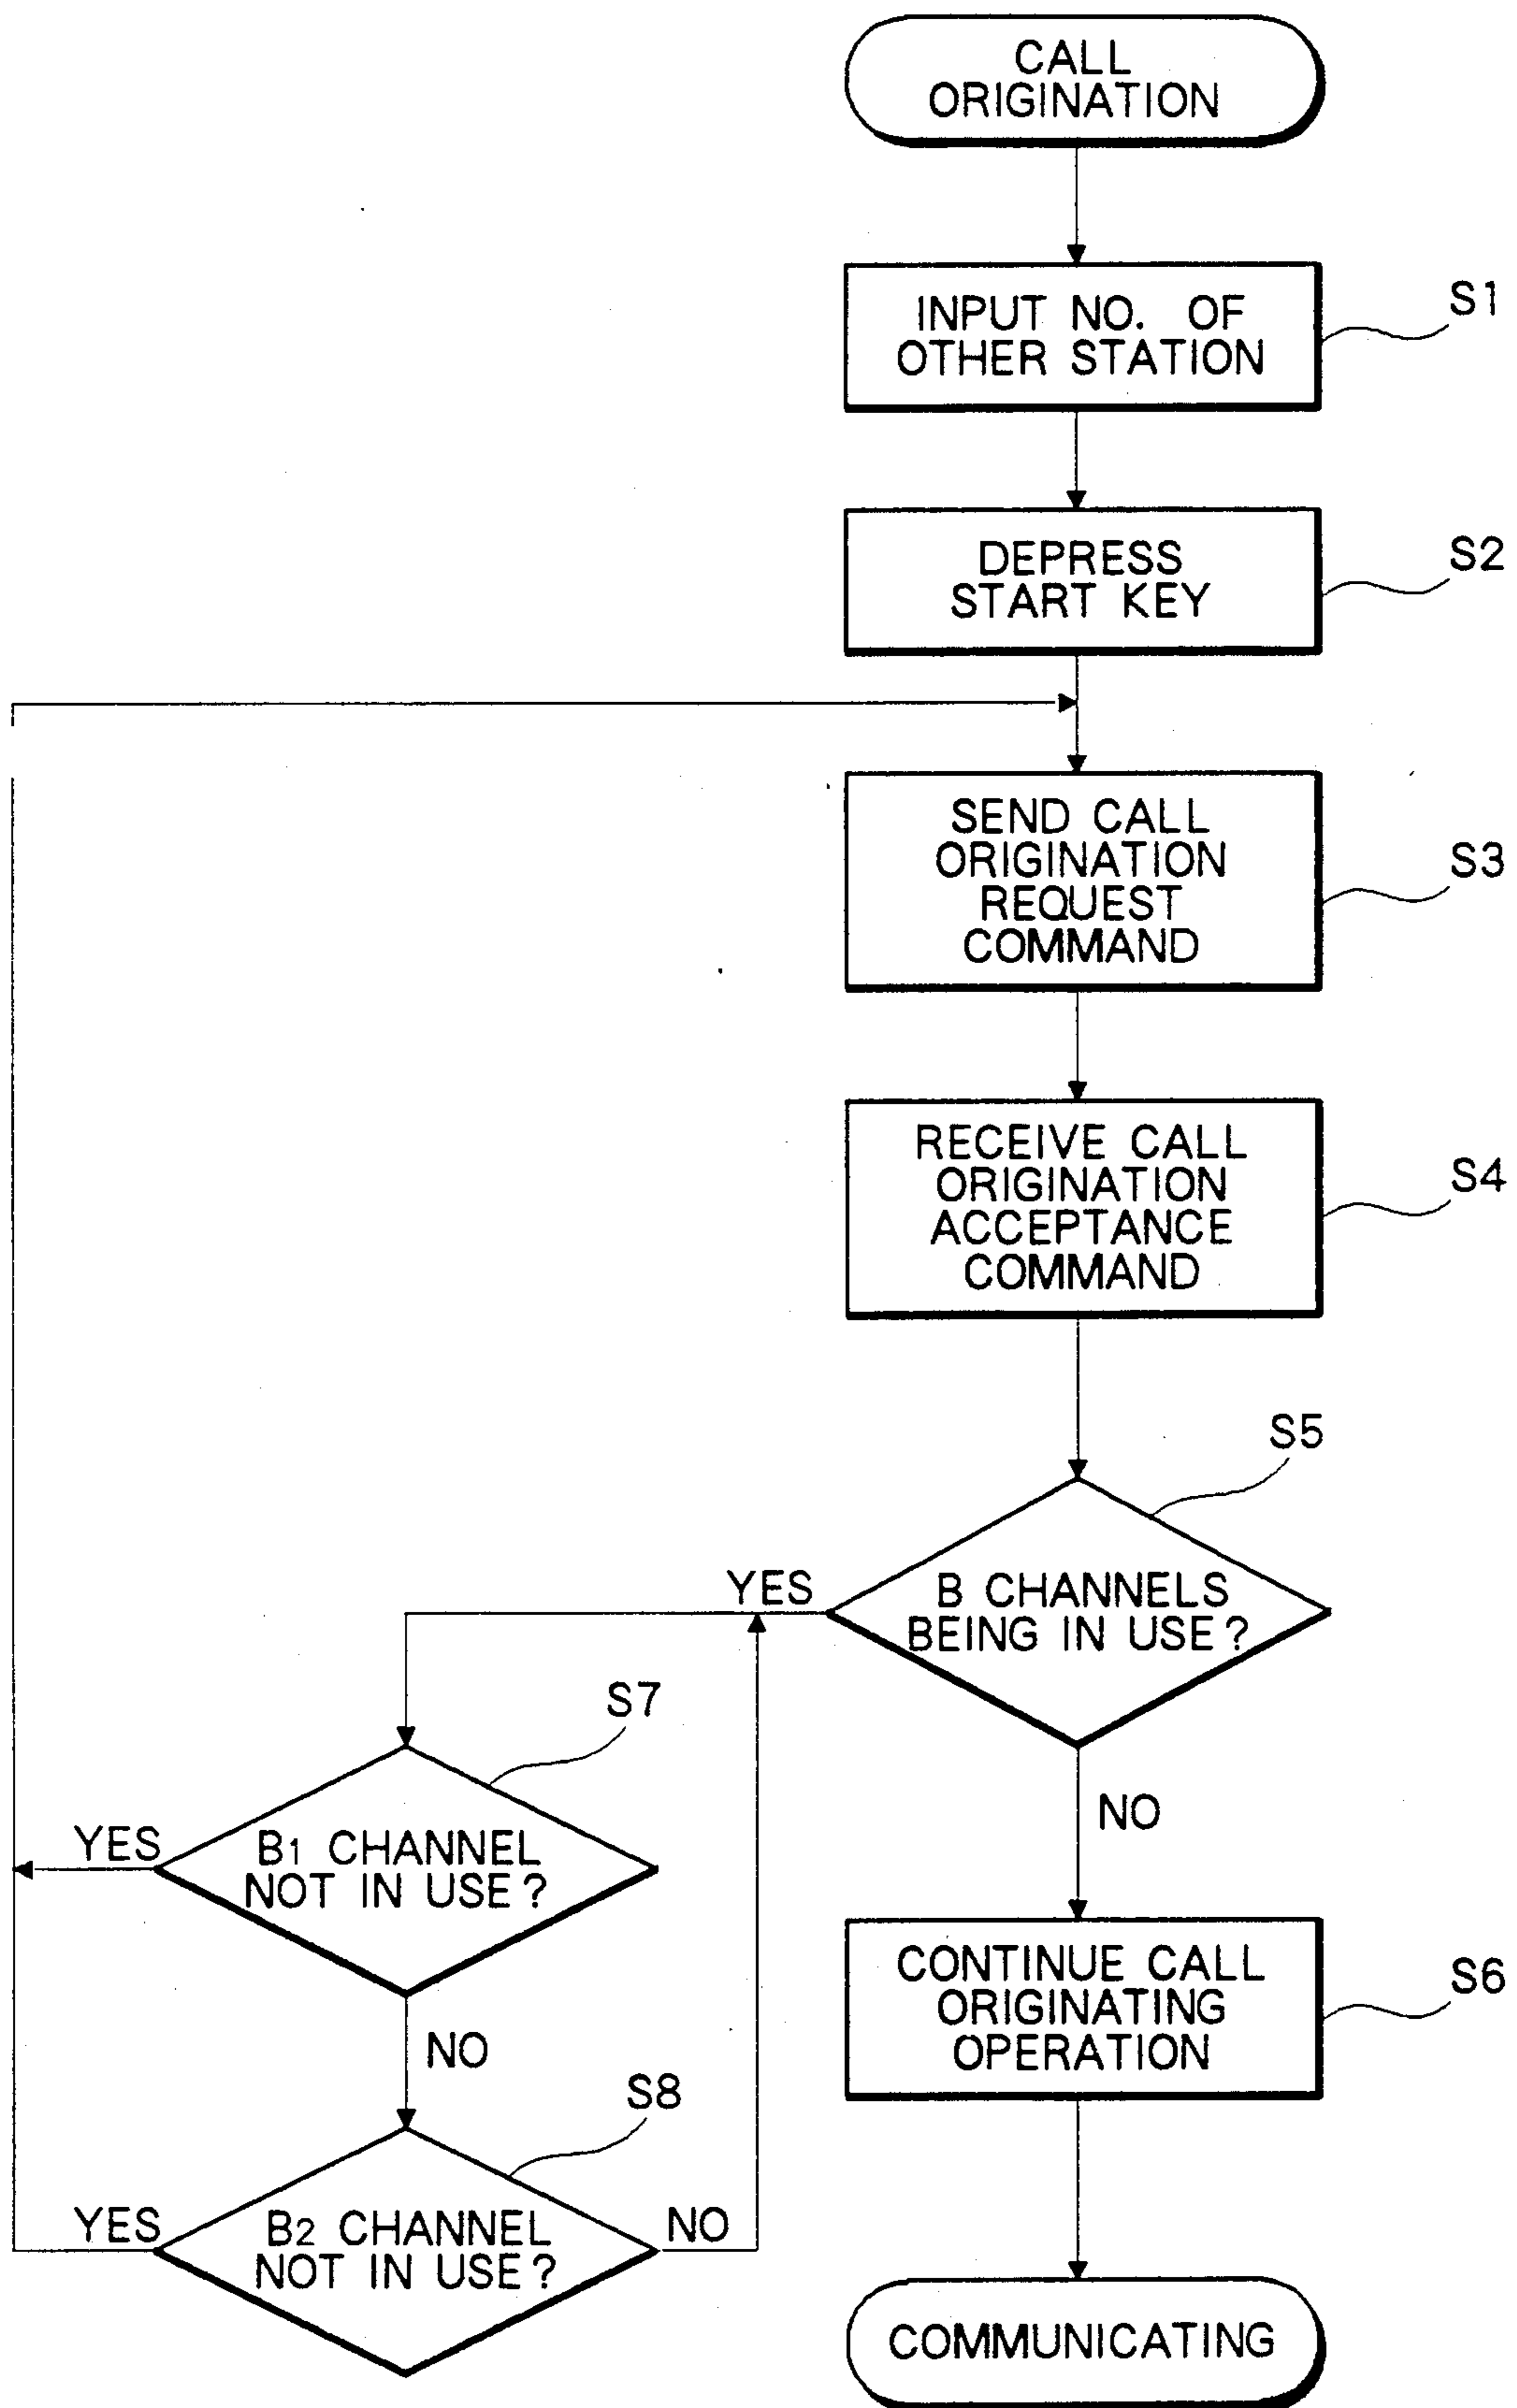 CALL
ORIGINATION
INPUT NO. OF
OTHER STATION
S1
DEPRESS
START KEY
S2
SEND CALL
ORIGINATION
REQUEST
COMMAND
S3
RECEIVE CALL
ORIGINATION
ACCEPTANCE
COMMAND
S4
S5
B CHANNELS
BEING IN USE?
YES
NO
S7
B1 CHANNEL
NOT IN USE?
YES
NO
CONTINUE CALL
ORIGINATING
OPERATION
S6
S8
B2 CHANNEL
NOT IN USE?
YES
NO
COMMUNICATING